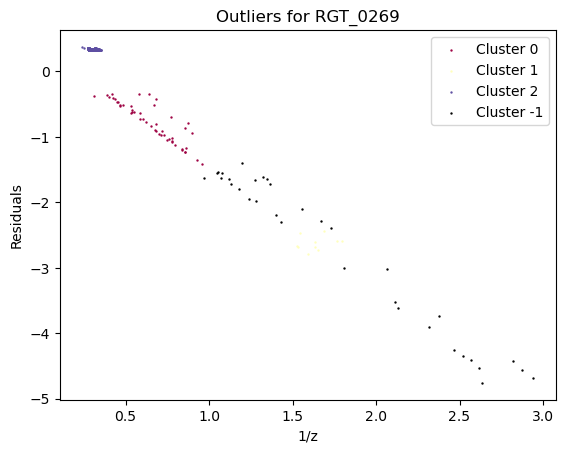 Outliers for RGT_0269
Cluster 0
Cluster 1
Cluster 2
Cluster -1
Residuals
0
−1
−2
−3
−4
−5
0.5
1.0
1.5
2.0
2.5
3.0
1/z